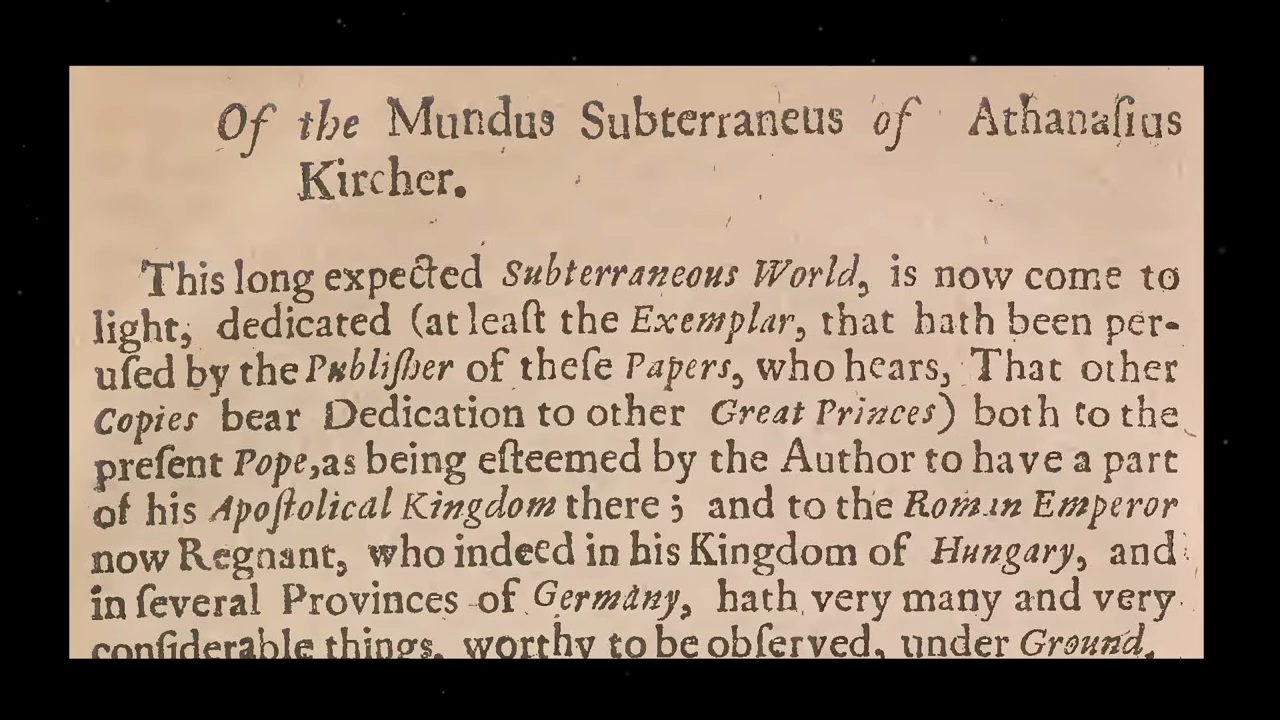 Of the Mundus Subterraneus of Athanaſius
Kircher.
This long expected Subterraneous World, is now come to
light, dedicated (at leaſt the Exemplar, that hath been per-
uſed by the Publiſher of theſe Papers, who hears, That other
Copies bear Dedication to other Great Princes) both to the
preſent Pope, as being eſteemed by the Author to have a part
of his Apoſtolical Kingdom there; and to the Roman Emperor
now Regnant, who indeed in his Kingdom of Hungary, and
in ſeveral Provinces of Germany, hath very many and very
conſiderable things, worthy to be obſerved, under Ground.